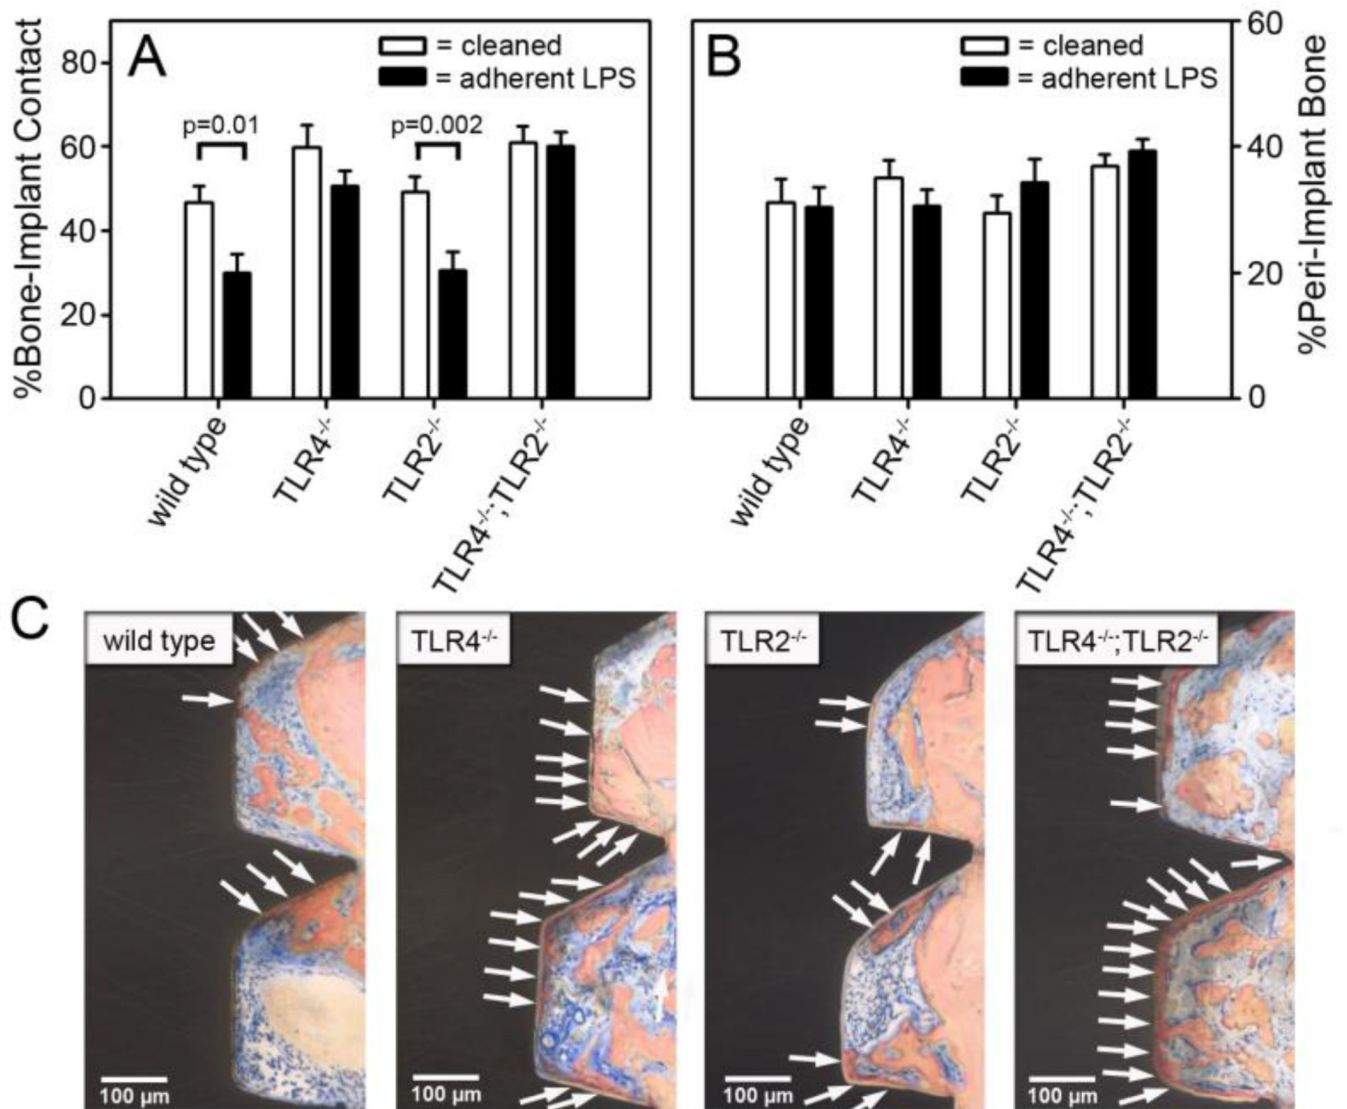 A
= cleaned
= adherent LPS
p=0.01
p=0.002
%Bone-Implant Contact
80
60
40
20
0
wild type
TLR4-/-
TLR2-/-
TLR4-/-;TLR2-/-
B
= cleaned
= adherent LPS
%Peri-Implant Bone
60
40
20
0
wild type
TLR4-/-
TLR2-/-
TLR4-/-;TLR2-/-
C
wild type
TLR4-/-
TLR2-/-
TLR4-/-;TLR2-/-
100 µm
100 µm
100 µm
100 µm